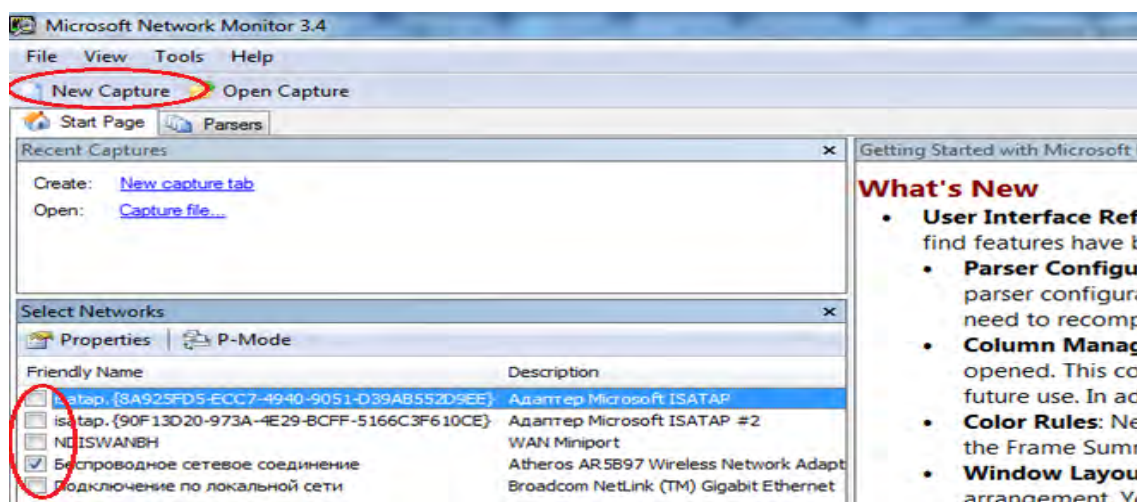 Microsoft Network Monitor 3.4
File View Tools Help
New Capture Open Capture
Start Page Parsers
Recent Captures
Create: New capture tab
Open: Capture file...
Select Networks
Properties P-Mode
Friendly Name Description
isatap.{8A925FD5-ECC7-4940-9051-D39AB552D9EE} Адаптер Microsoft ISATAP
isatap.{90F13D20-973A-4E29-BCFF-5166C3F610CE} Адаптер Microsoft ISATAP #2
NDISWANBH WAN Miniport
Беспроводное сетевое соединение Atheros AR5B97 Wireless Network Adapt
Подключение по локальной сети Broadcom NetLink (TM) Gigabit Ethernet
Getting Started with Microsoft
What's New
• User Interface Ref
find features have b
• Parser Configu
parser configura
need to recomp
• Column Manag
opened. This co
future use. In ad
• Color Rules: Ne
the Frame Summ
• Window Layou
arrangement. Yo